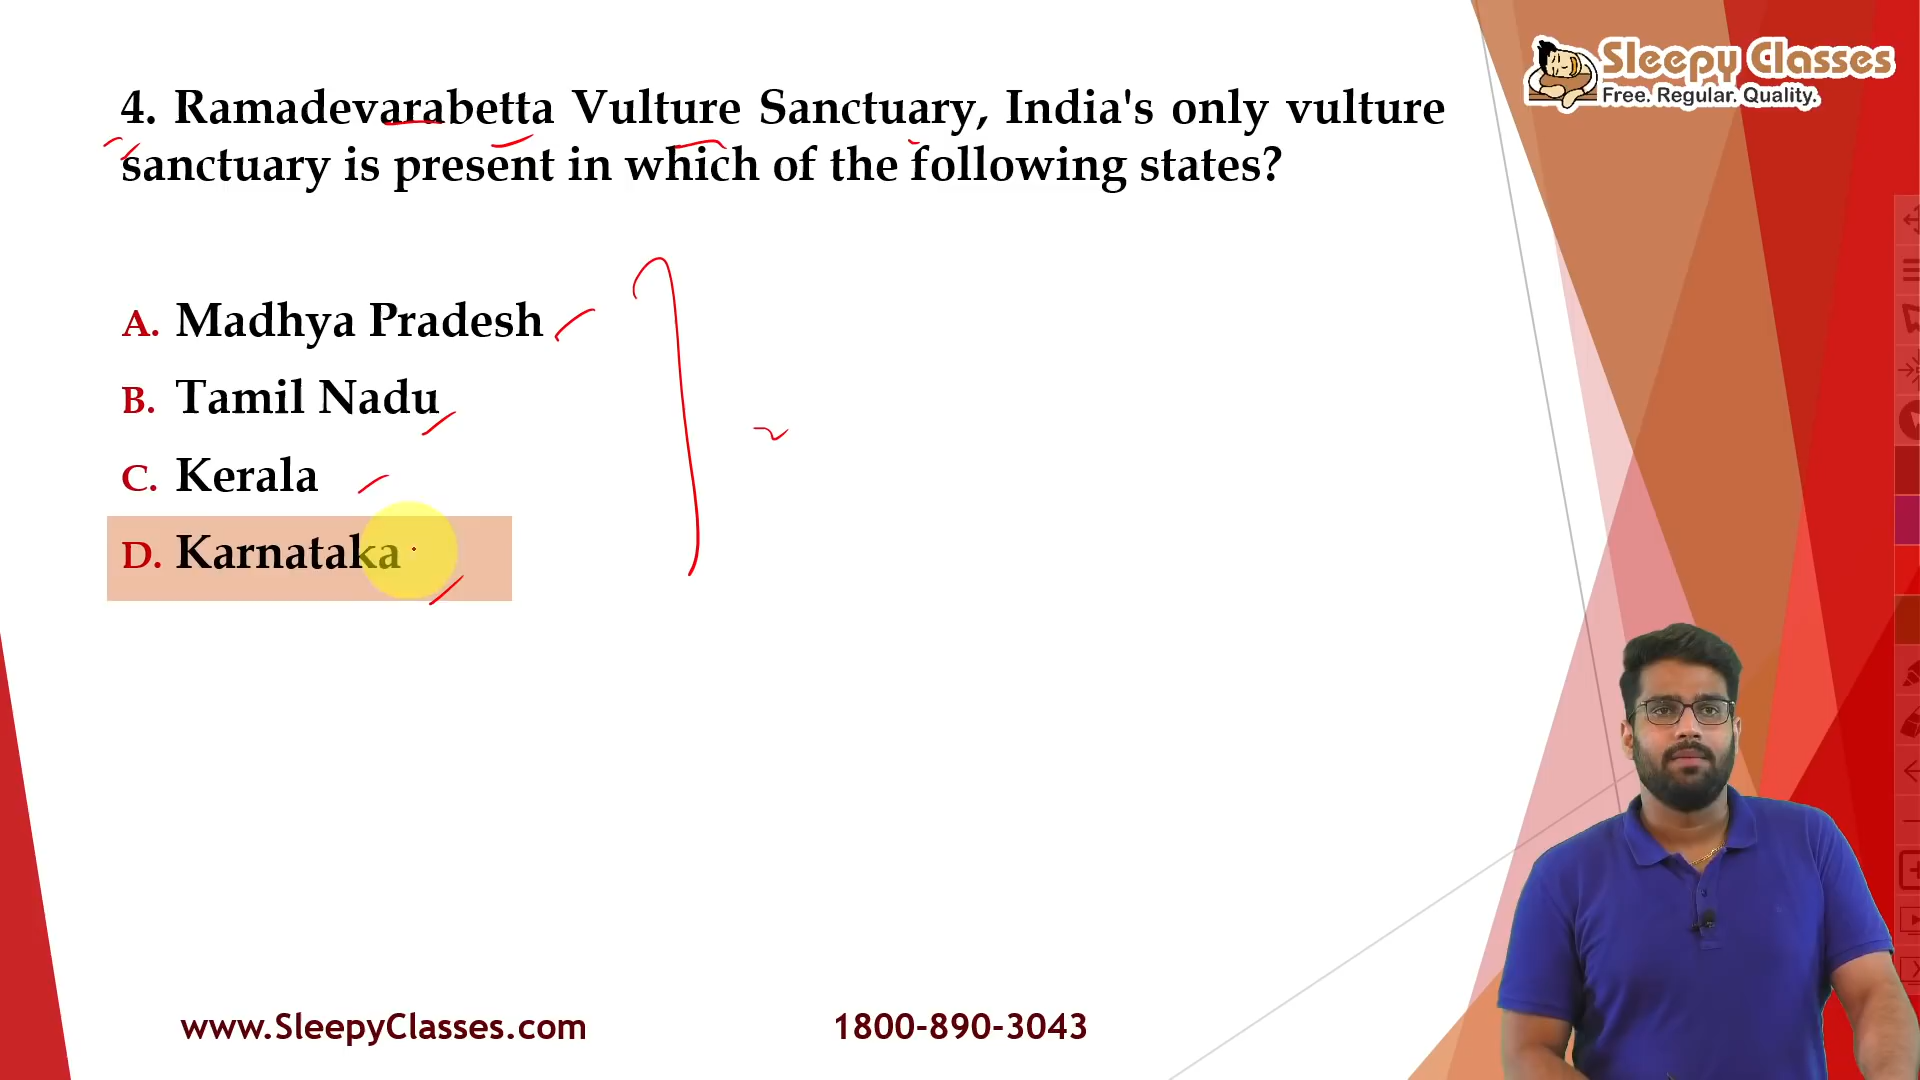 Sleepy Classes
Free. Regular. Quality.
4. Ramadevarabetta Vulture Sanctuary, India's only vulture
sanctuary is present in which of the following states?
A. Madhya Pradesh
B. Tamil Nadu
C. Kerala
D. Karnataka
www.SleepyClasses.com 1800-890-3043